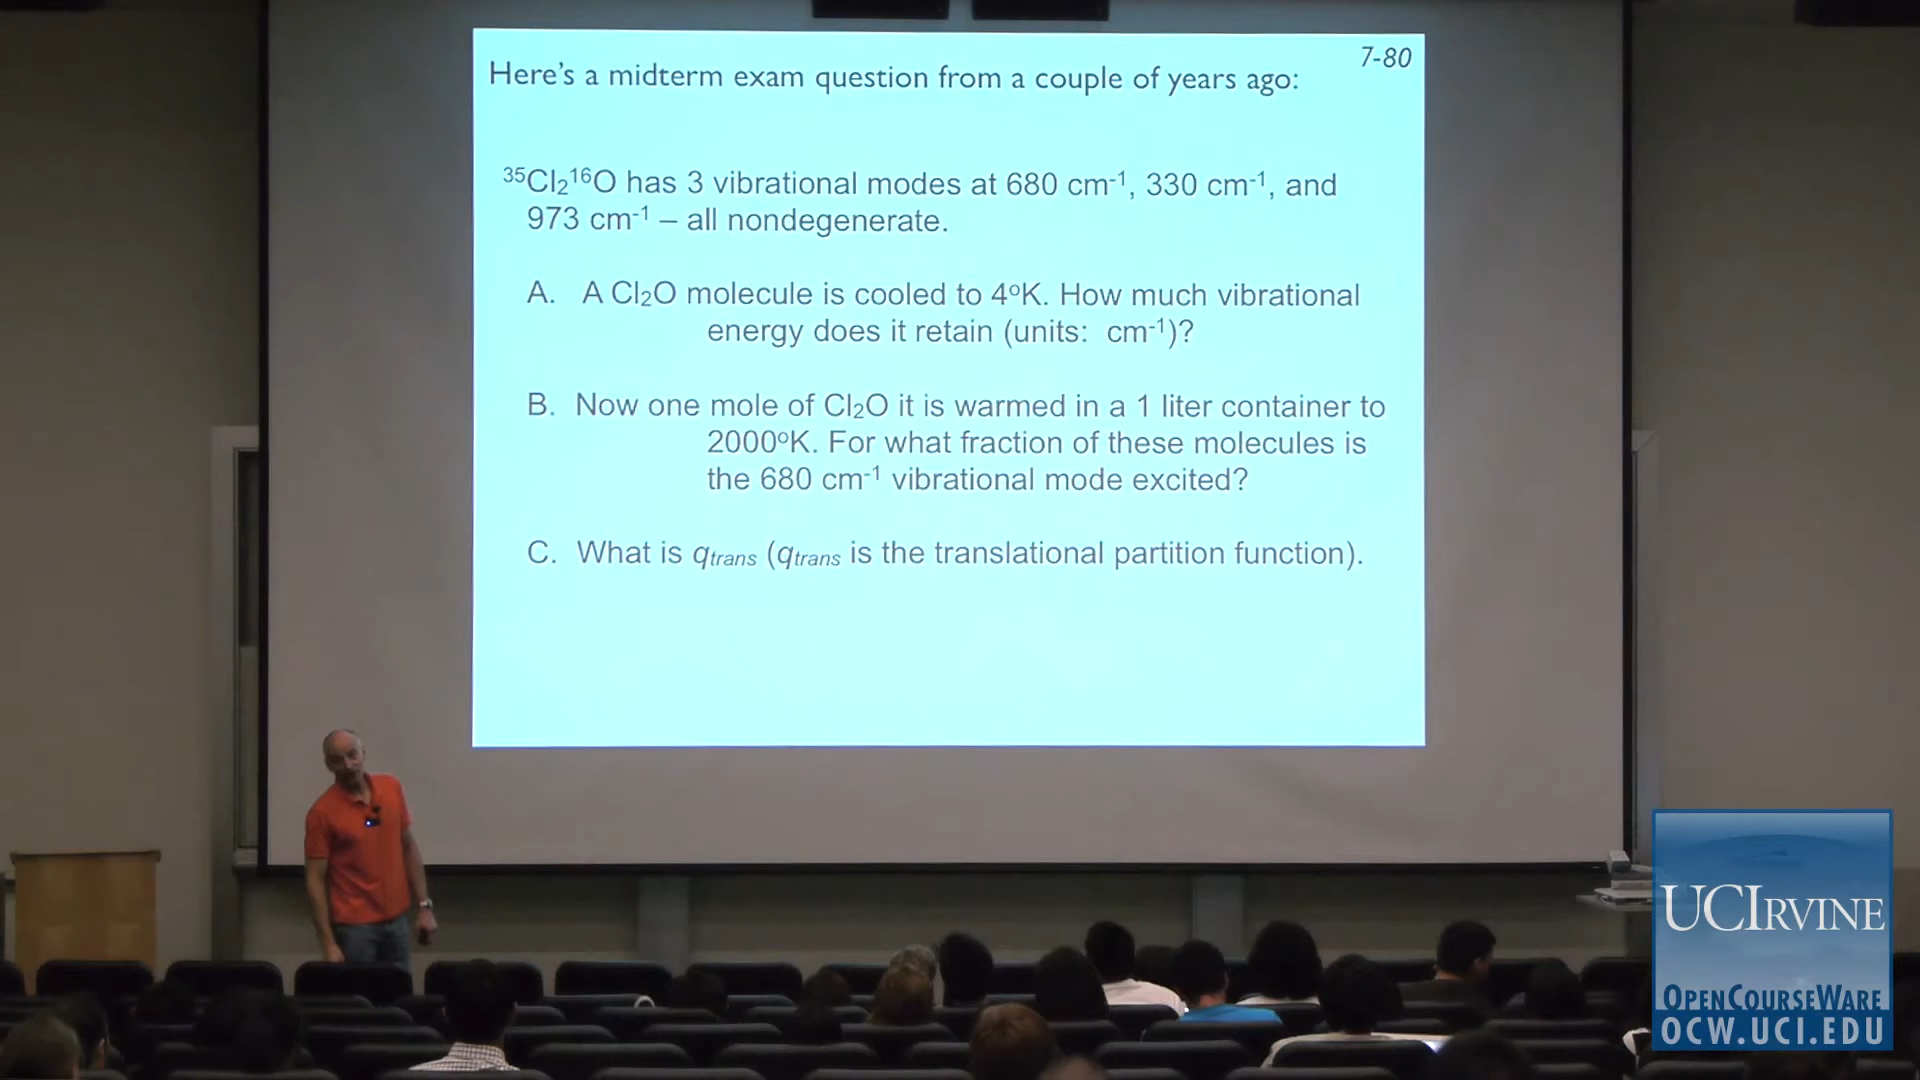 7-80
Here's a midterm exam question from a couple of years ago:
³⁵Cl₂¹⁶O has 3 vibrational modes at 680 cm⁻¹, 330 cm⁻¹, and
973 cm⁻¹ – all nondegenerate.
A. A Cl₂O molecule is cooled to 4°K. How much vibrational
energy does it retain (units: cm⁻¹)?
B. Now one mole of Cl₂O it is warmed in a 1 liter container to
2000°K. For what fraction of these molecules is
the 680 cm⁻¹ vibrational mode excited?
C. What is qtrans (qtrans is the translational partition function).
UCIRVINE
OPENCOURSEWARE
OCW.UCI.EDU